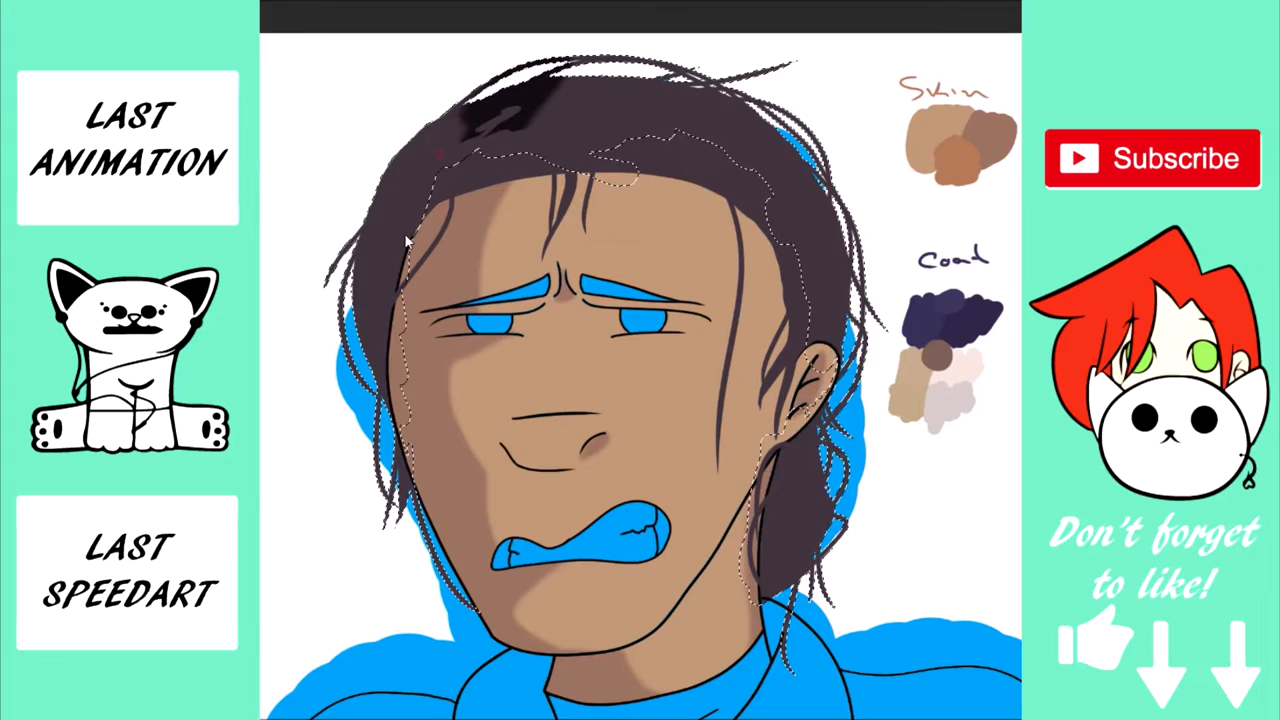 LAST
ANIMATION
LAST
SPEEDART
Skin
Coat
Subscribe
Don't forget
to like!